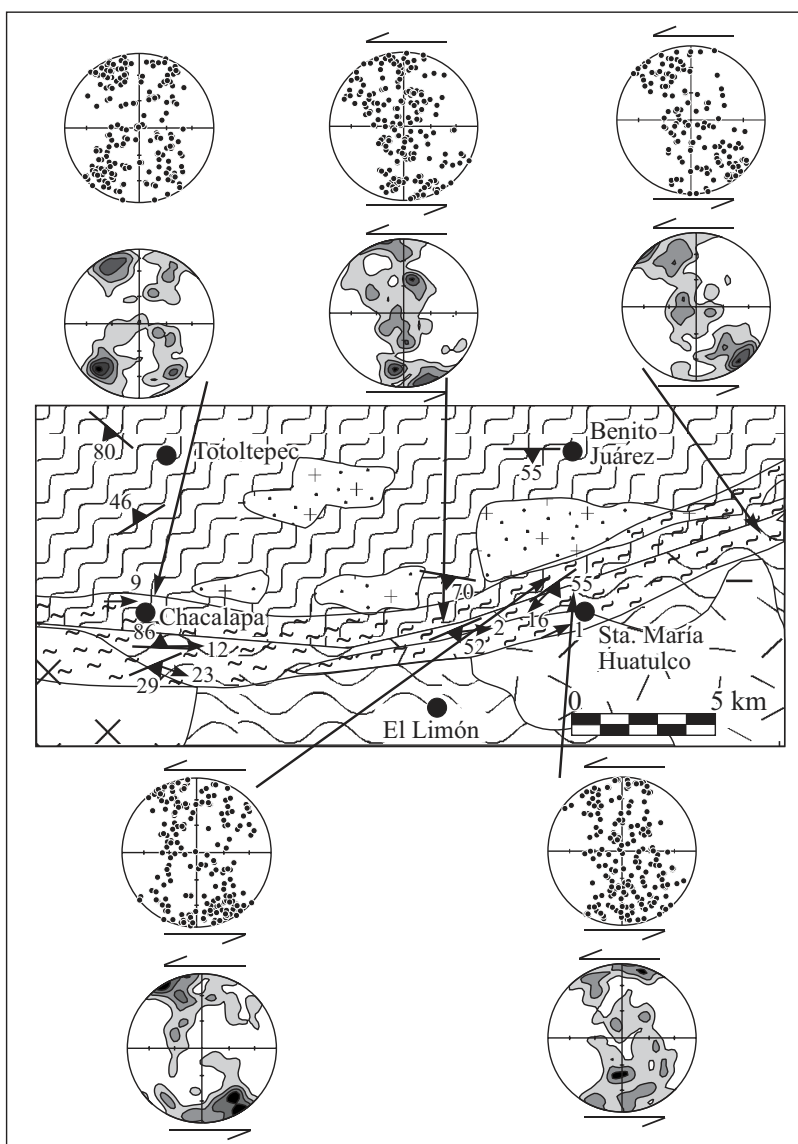 80
Totoltepec
Benito
Juárez
55
46
9
Chacalapa
70
55
86
12
52
2
16
1
Sta. María
Huatulco
29
23
El Limón
0
5 km